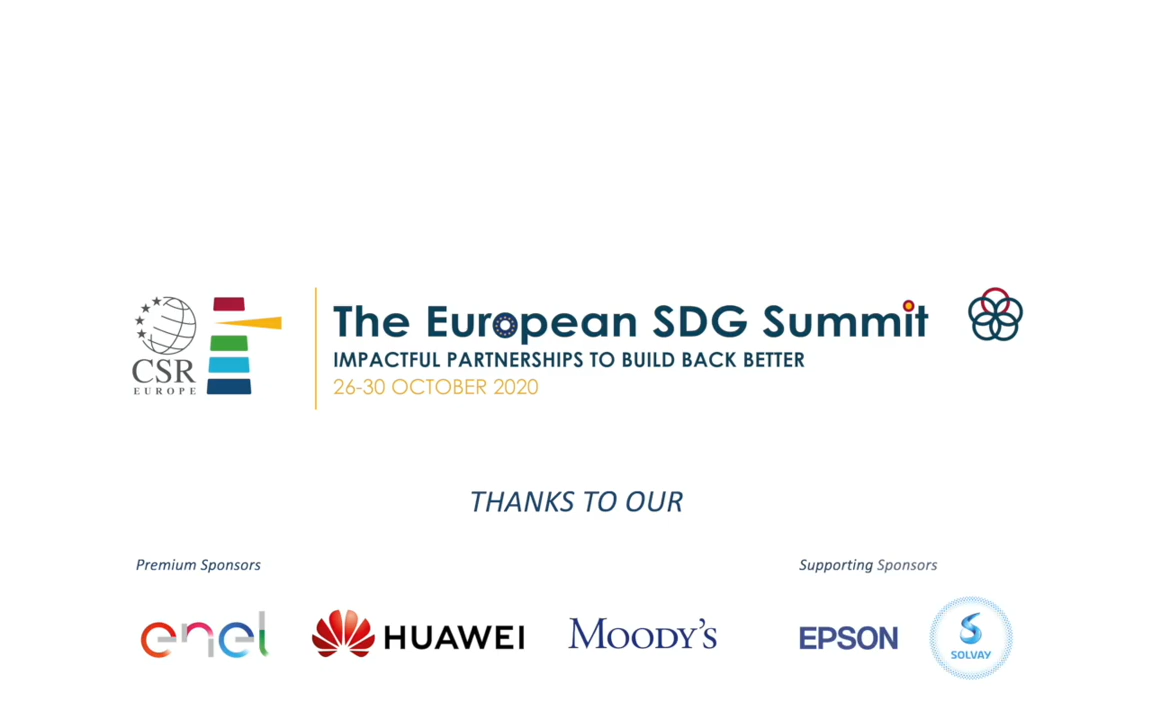 CSR
EUROPE
The European SDG Summit
IMPACTFUL PARTNERSHIPS TO BUILD BACK BETTER
26-30 OCTOBER 2020
THANKS TO OUR
Premium Sponsors
Supporting Sponsors
enel
HUAWEI
MOODY'S
EPSON
SOLVAY